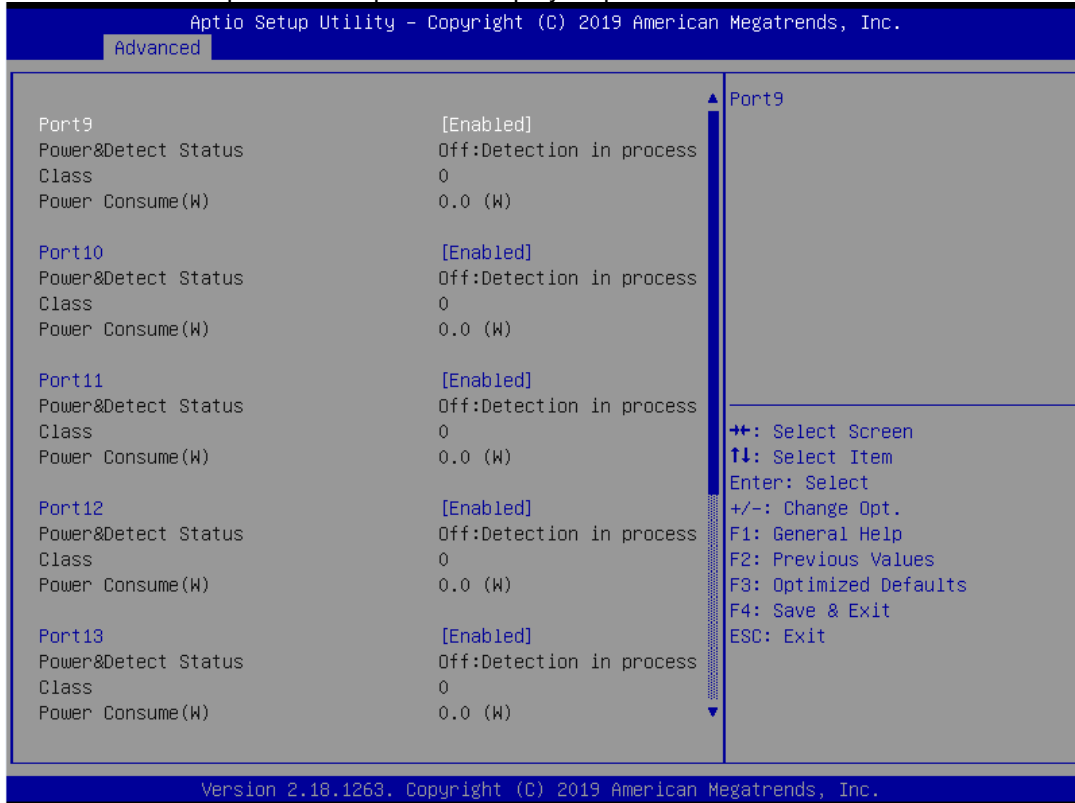 Aptio Setup Utility – Copyright (C) 2019 American Megatrends, Inc.
Advanced
Port9 [Enabled]
Power&Detect Status Off:Detection in process
Class 0
Power Consume(W) 0.0 (W)
Port10 [Enabled]
Power&Detect Status Off:Detection in process
Class 0
Power Consume(W) 0.0 (W)
Port11 [Enabled]
Power&Detect Status Off:Detection in process
Class 0
Power Consume(W) 0.0 (W)
Port12 [Enabled]
Power&Detect Status Off:Detection in process
Class 0
Power Consume(W) 0.0 (W)
Port13 [Enabled]
Power&Detect Status Off:Detection in process
Class 0
Power Consume(W) 0.0 (W)
Port9
→←: Select Screen
↑↓: Select Item
Enter: Select
+/-: Change Opt.
F1: General Help
F2: Previous Values
F3: Optimized Defaults
F4: Save & Exit
ESC: Exit
Version 2.18.1263. Copyright (C) 2019 American Megatrends, Inc.